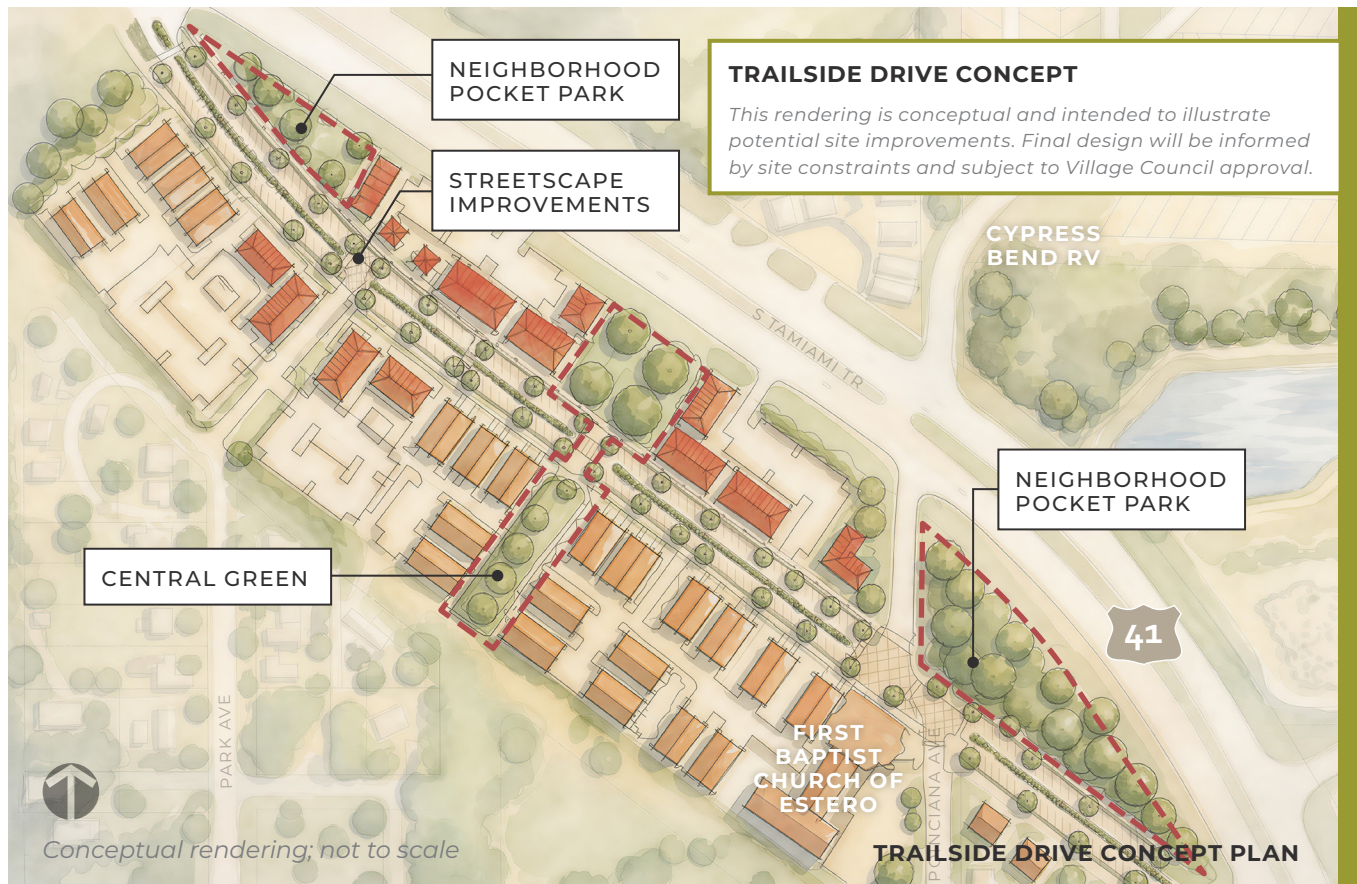 NEIGHBORHOOD
POCKET PARK
TRAILSIDE DRIVE CONCEPT
This rendering is conceptual and intended to illustrate
potential site improvements. Final design will be informed
by site constraints and subject to Village Council approval.
STREETSCAPE
IMPROVEMENTS
CYPRESS
BEND RV
S TAMIAMI TR
NEIGHBORHOOD
POCKET PARK
CENTRAL GREEN
41
PARK AVE
FIRST
BAPTIST
CHURCH OF
ESTERO
POINCIANA AVE
Conceptual rendering; not to scale
TRAILSIDE DRIVE CONCEPT PLAN